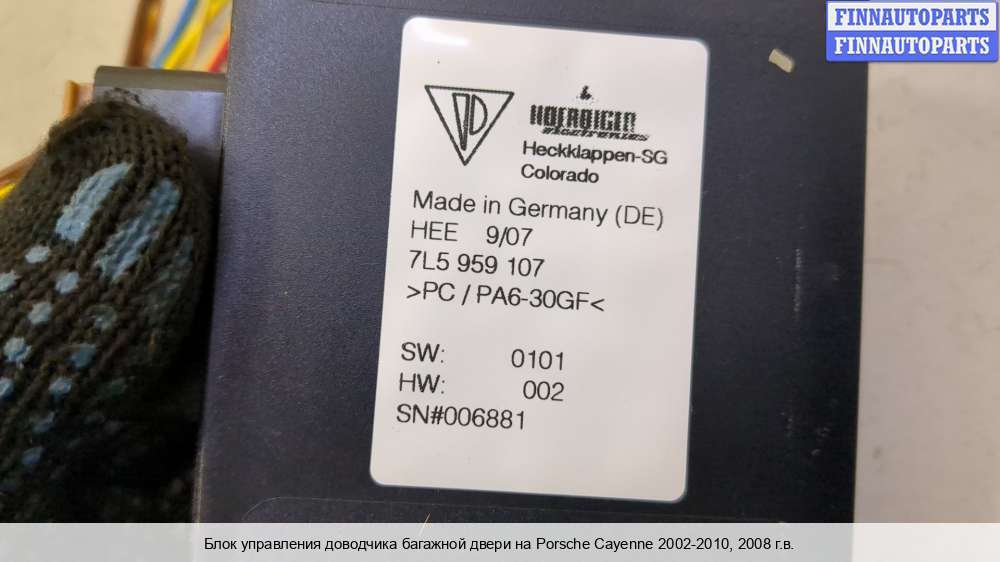 FINNAUTOPARTS
FINNAUTOPARTS
HOERBIGER
electronics
Heckklappen-SG
Colorado
Made in Germany (DE)
HEE 9/07
7L5 959 107
>PC / PA6-30GF<
SW: 0101
HW: 002
SN#006881
Блок управления доводчика багажной двери на Porsche Cayenne 2002-2010, 2008 г.в.